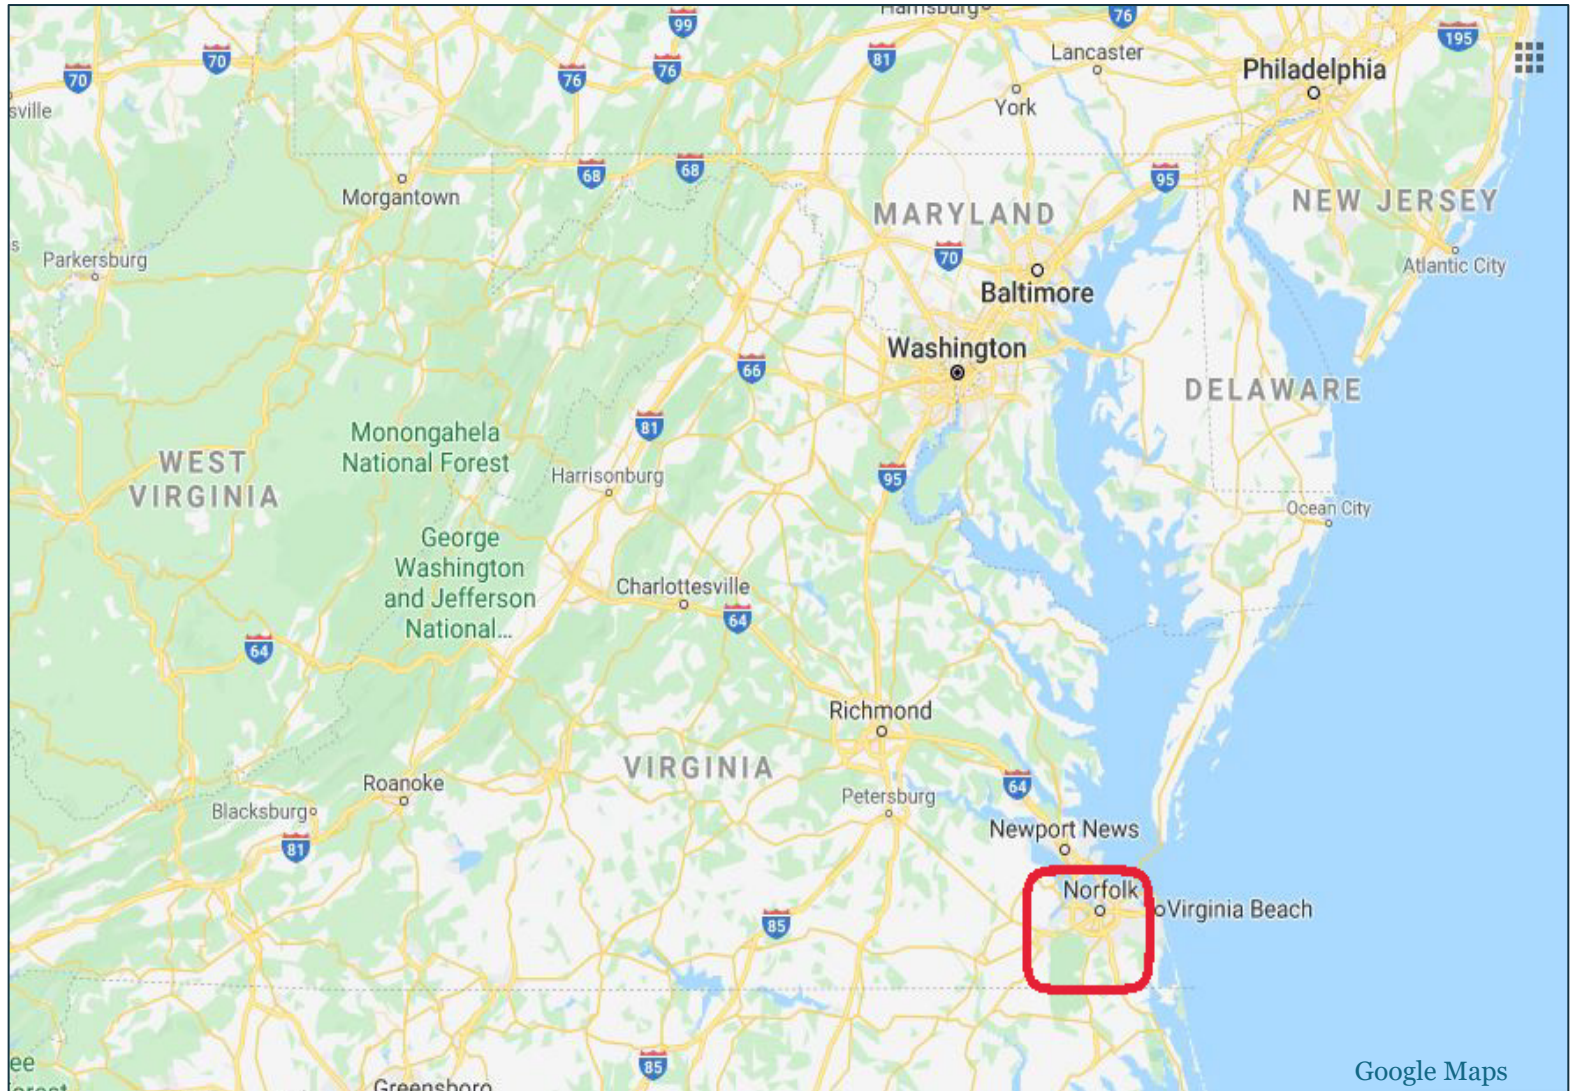 99
Harrisburg
76
195
70
70
76
76
81
Lancaster
Philadelphia
York
sville
68
68
95
Morgantown
MARYLAND
NEW JERSEY
s
Parkersburg
70
Atlantic City
Baltimore
Washington
66
DELAWARE
81
Monongahela
National Forest
WEST
VIRGINIA
Harrisonburg
95
Ocean City
George
Washington
and Jefferson
National...
Charlottesville
64
64
Richmond
VIRGINIA
Roanoke
64
Petersburg
Blacksburg
81
Newport News
Norfolk
Virginia Beach
85
85
ee
Greensboro
Google Maps